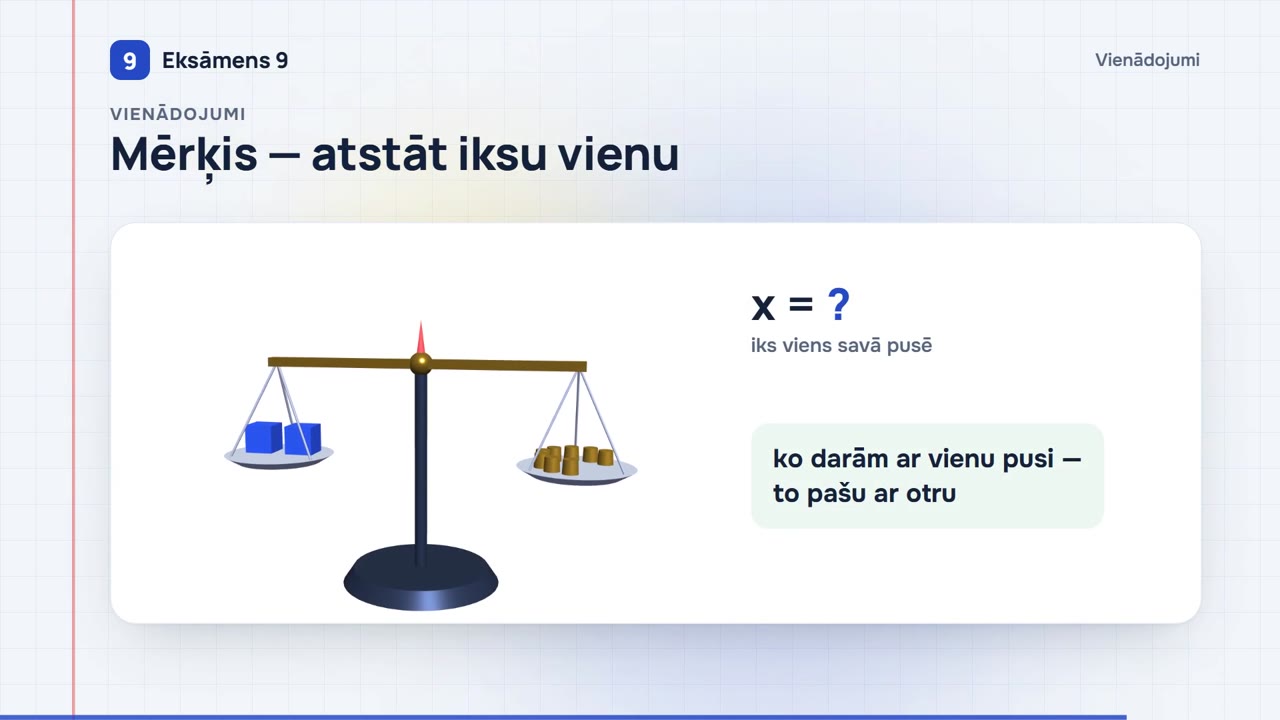 9 Eksāmens 9
Vienādojumi
VIENĀDOJUMI
Mērķis — atstāt iksu vienu
x = ?
iks viens savā pusē
ko darām ar vienu pusi —
to pašu ar otru